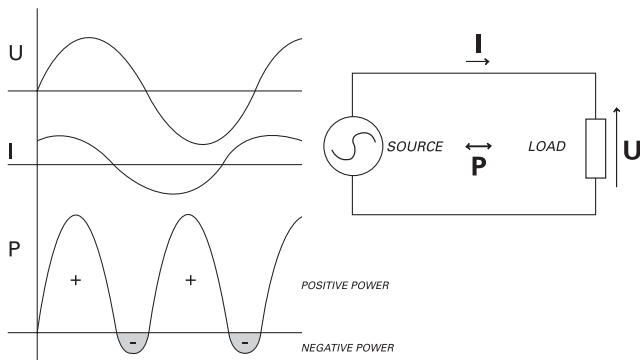 U
I
P
+
+
-
-
POSITIVE POWER
NEGATIVE POWER
I
SOURCE
P
LOAD
U